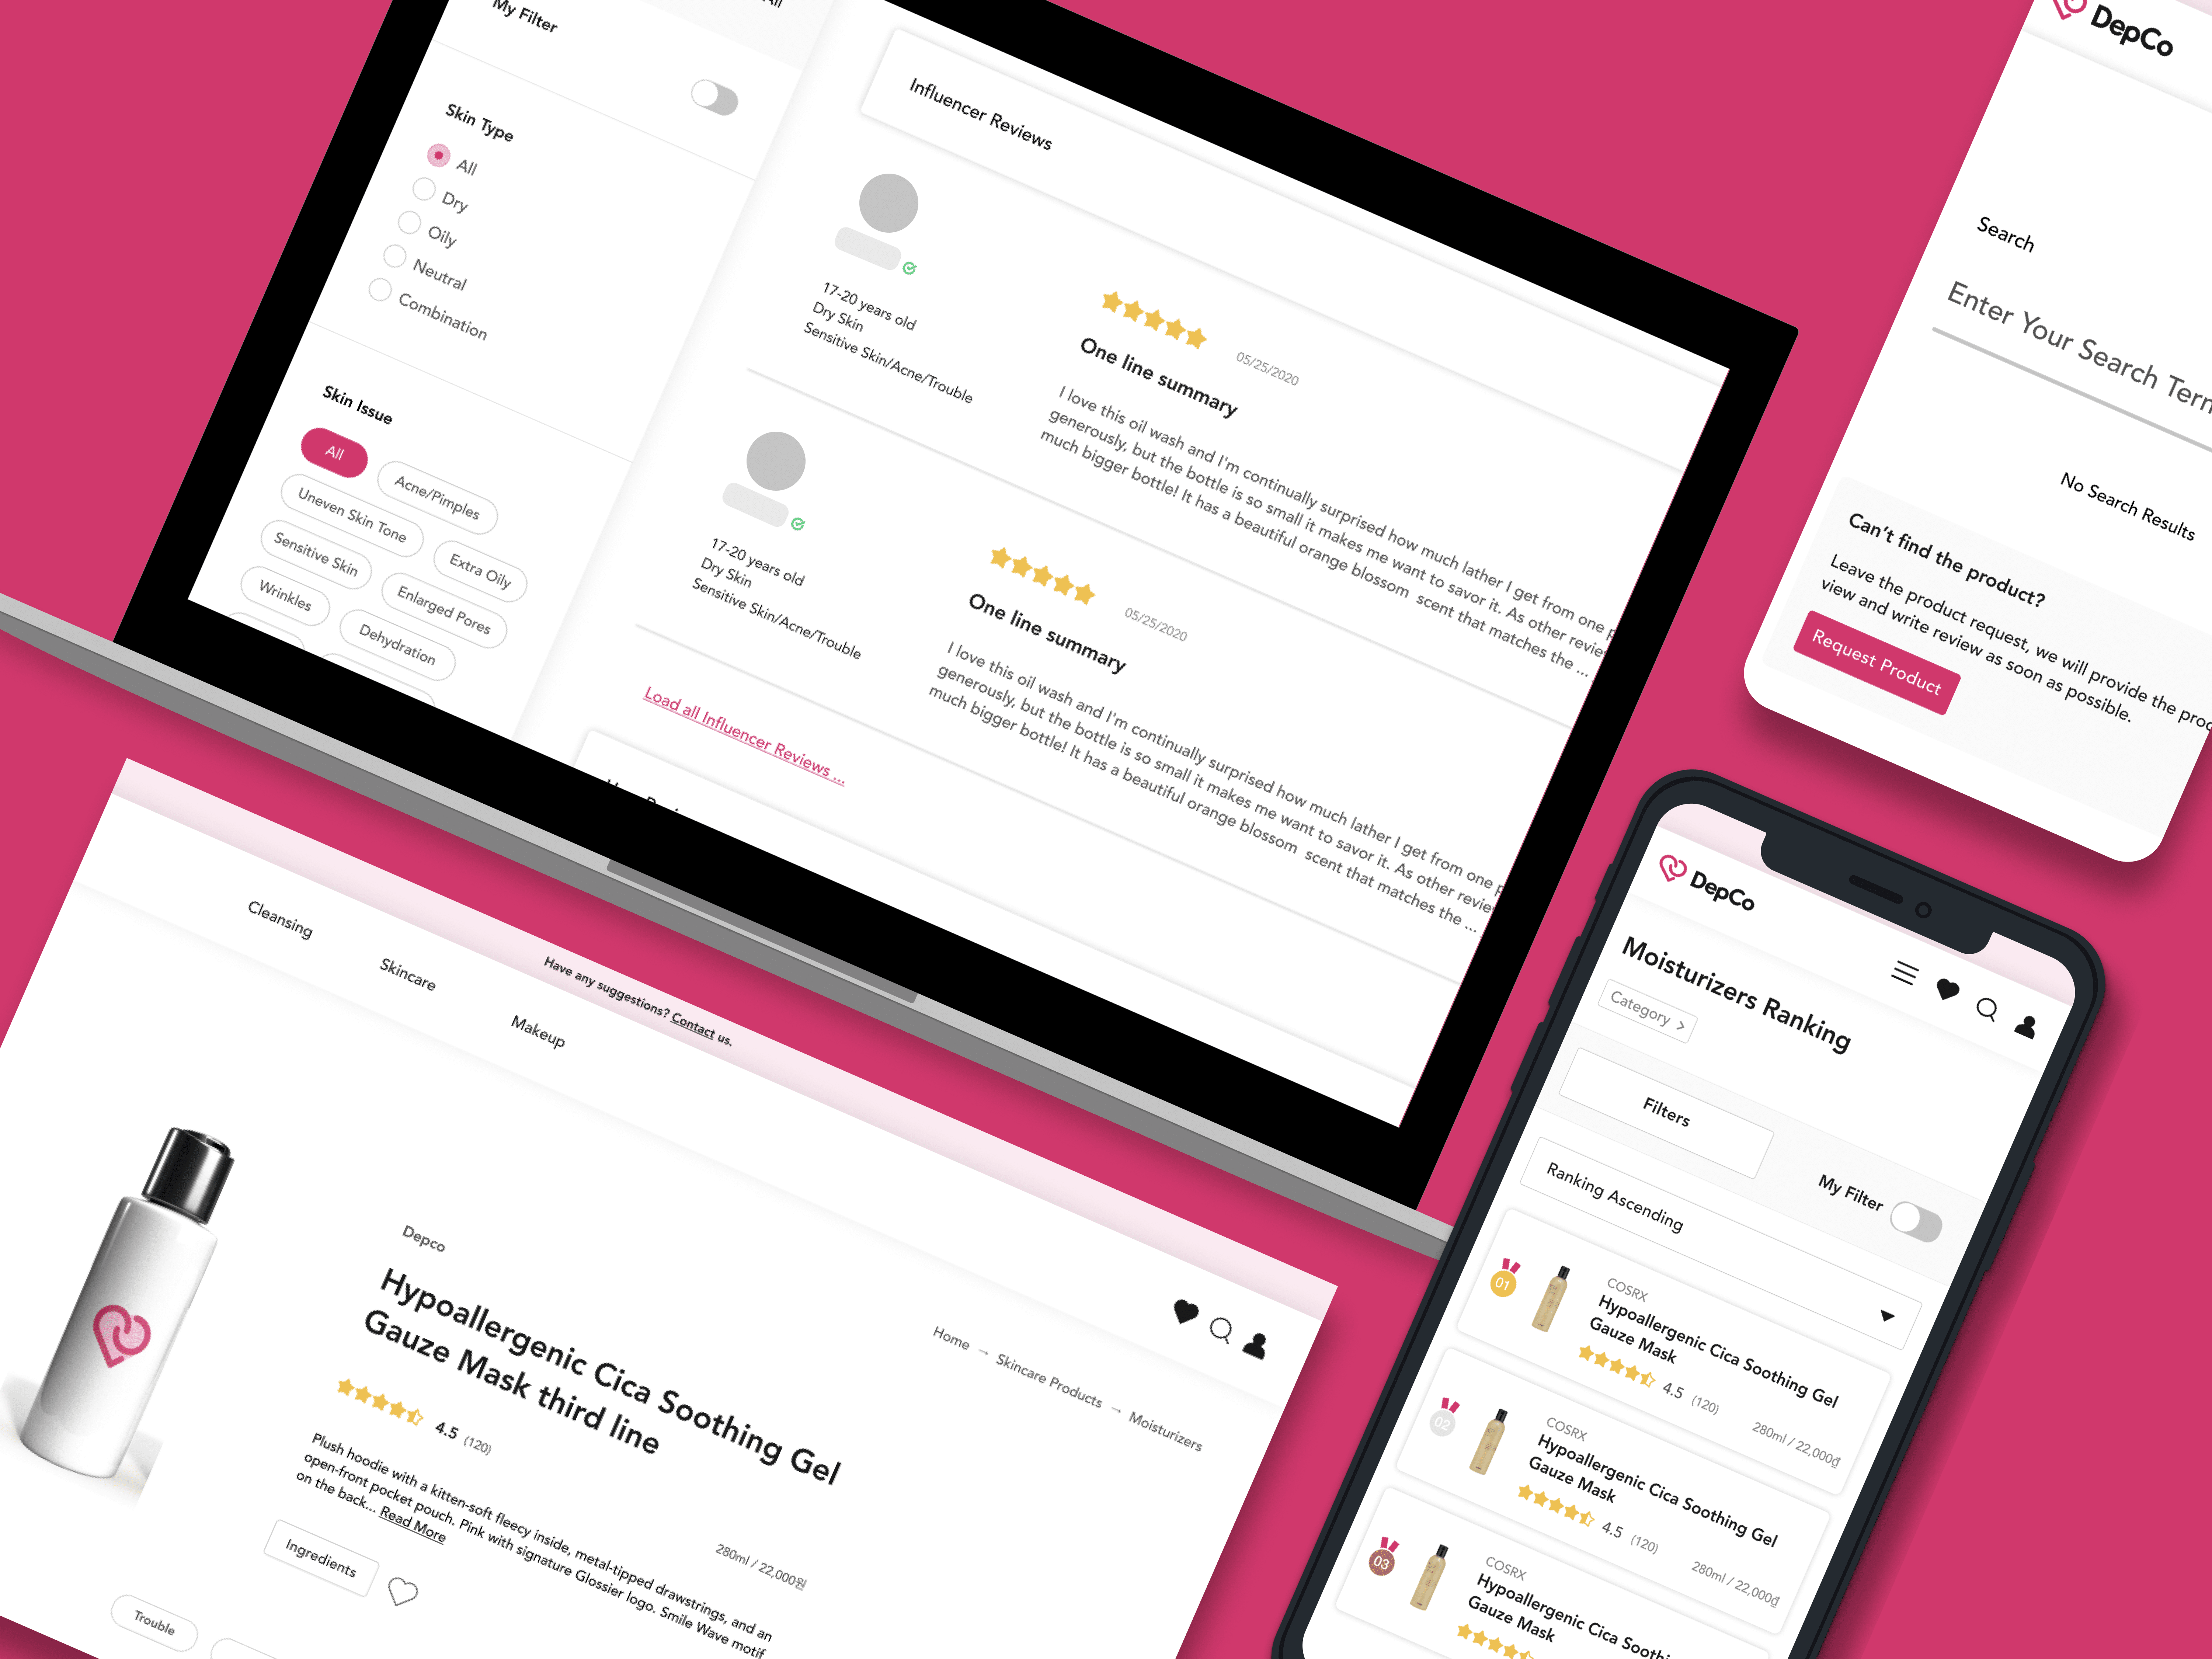 All
My Filter
Skin Type
All
Dry
Oily
Neutral
Combination
Skin Issue
All
Acne/Pimples
Uneven Skin Tone
Extra Oily
Sensitive Skin
Enlarged Pores
Wrinkles
Dehydration
Influencer Reviews
17-20 years old
Dry Skin
Sensitive Skin/Acne/Trouble
05/25/2020
One line summary
I love this oil wash and I'm continually surprised how much lather I get from one
generously, but the bottle is so small it makes me want to savor it. As other
much bigger bottle! It has a beautiful orange blossom scent that matches the ...
17-20 years old
Dry Skin
Sensitive Skin/Acne/Trouble
05/25/2020
One line summary
I love this oil wash and I'm continually surprised how much lather I get from one
generously, but the bottle is so small it makes me want to savor it. As other
much bigger bottle! It has a beautiful orange blossom scent that matches the ...
Load all Influencer Reviews ...
DepCo
Search
Enter Your Search
No Search Results
Can't find the product?
Leave the product request, we will provide the
view and write review as soon as possible.
Request Product
Have any suggestions? Contact us.
Cleansing
Skincare
Makeup
Home → Skincare Products → Moisturizers
Depco
Hypoallergenic Cica Soothing Gel
Gauze Mask third line
4.5 (120)
280ml / 22,000원
Plush hoodie with a kitten-soft fleecy inside, metal-tipped drawstrings, and an
open-front pocket pouch. Pink with signature Glossier logo. Smile Wave motif
on the back... Read More
Ingredients
Trouble
DepCo
Moisturizers Ranking
Category >
Filters
My Filter
Ranking Ascending
01
COSRX
Hypoallergenic Cica Soothing Gel
Gauze Mask
4.5 (120)
280ml / 22,000₫
02
COSRX
Hypoallergenic Cica Soothing Gel
Gauze Mask
4.5 (120)
280ml / 22,000₫
03
COSRX
Hypoallergenic Cica
Gauze Mask